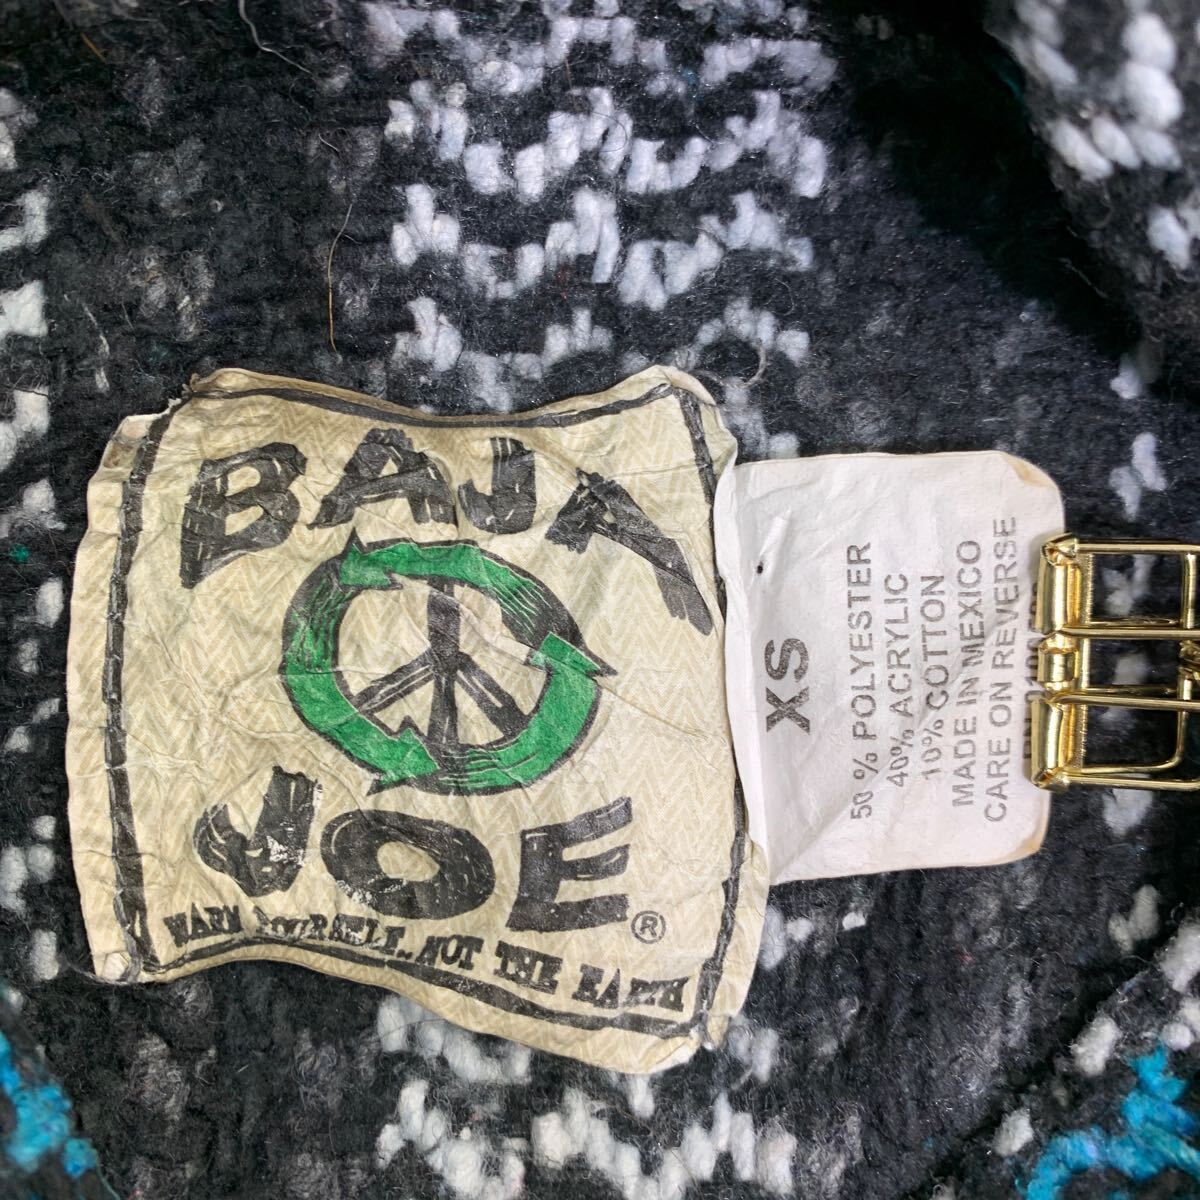 BAJA
JOE
®
WARM YOURSELF.. NOT THE EARTH
XS
50 % POLYESTER
40% ACRYLIC
10% COTTON
MADE IN MEXICO
CARE ON REVERSE